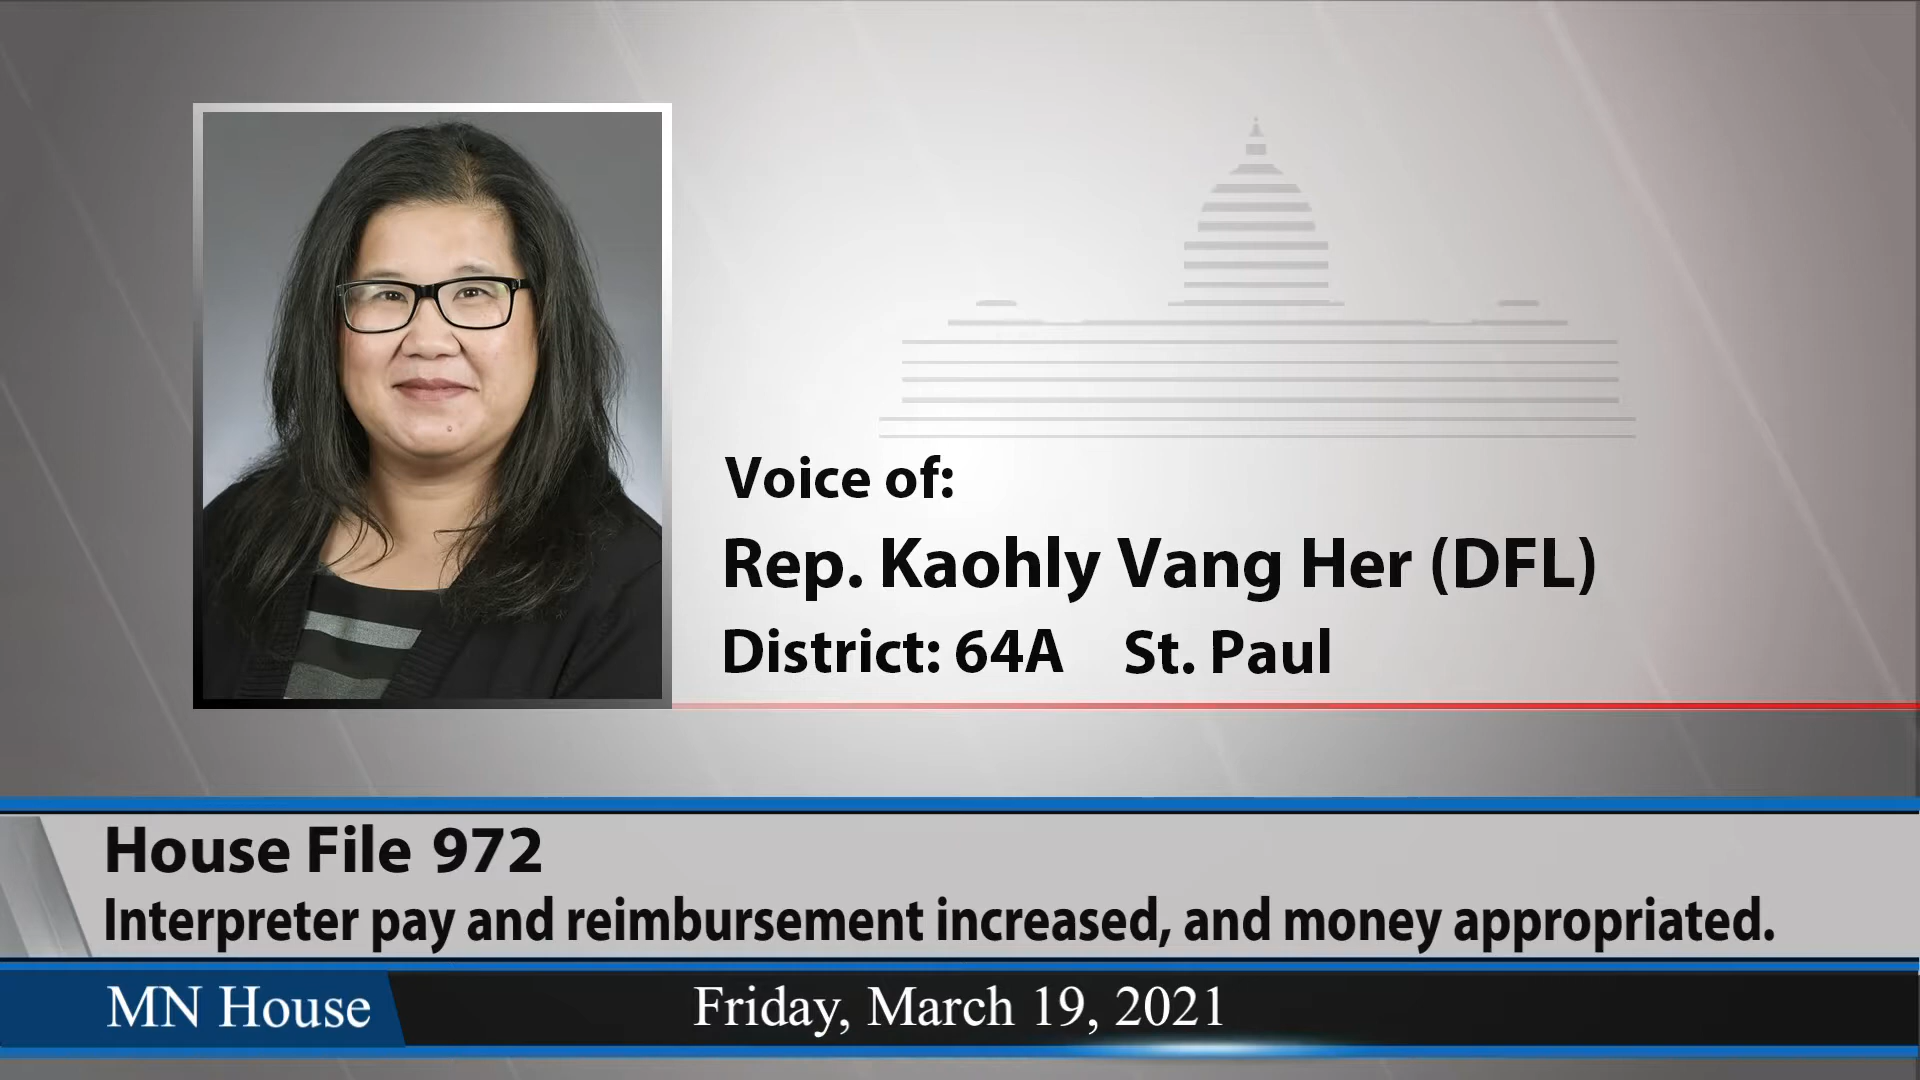 Voice of:
Rep. Kaohly Vang Her (DFL)
District: 64A St. Paul
House File 972
Interpreter pay and reimbursement increased, and money appropriated.
MN House Friday, March 19, 2021